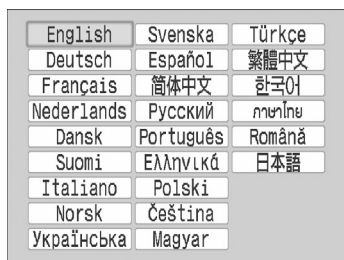 English Svenska Türkçe
Deutsch Español 繁體中文
Français 简体中文 한국어
Nederlands Русский ภาษาไทย
Dansk Português Română
Suomi Ελληνικά 日本語
Italiano Polski
Norsk Čeština
Українська Magyar